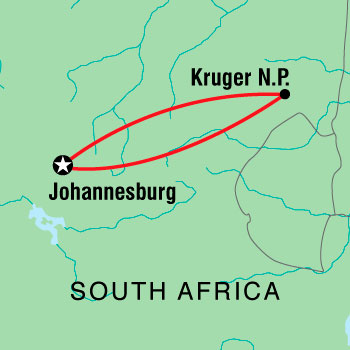 Kruger N.P.
Johannesburg
SOUTH AFRICA